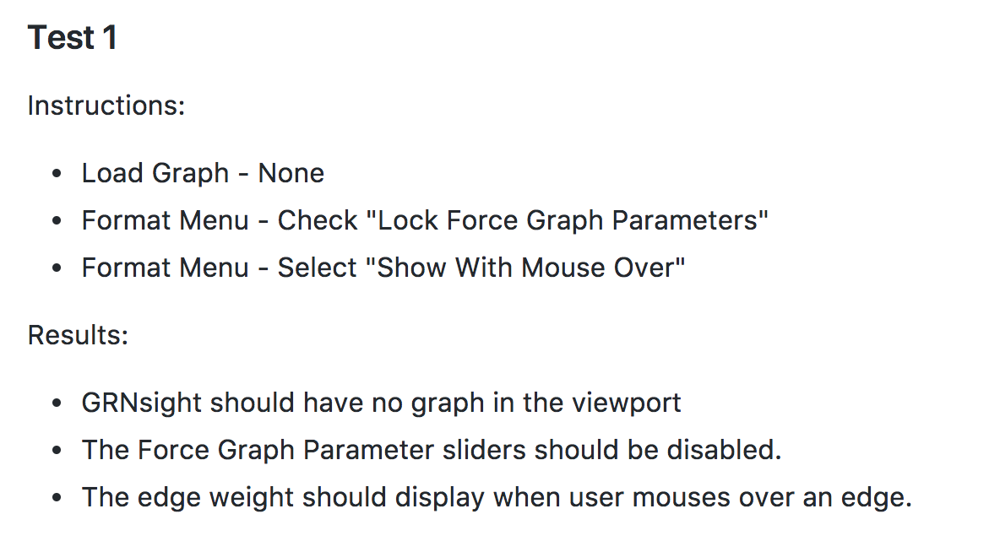 Test 1
Instructions:
• Load Graph - None
• Format Menu - Check "Lock Force Graph Parameters"
• Format Menu - Select "Show With Mouse Over"
Results:
• GRNsight should have no graph in the viewport
• The Force Graph Parameter sliders should be disabled.
• The edge weight should display when user mouses over an edge.